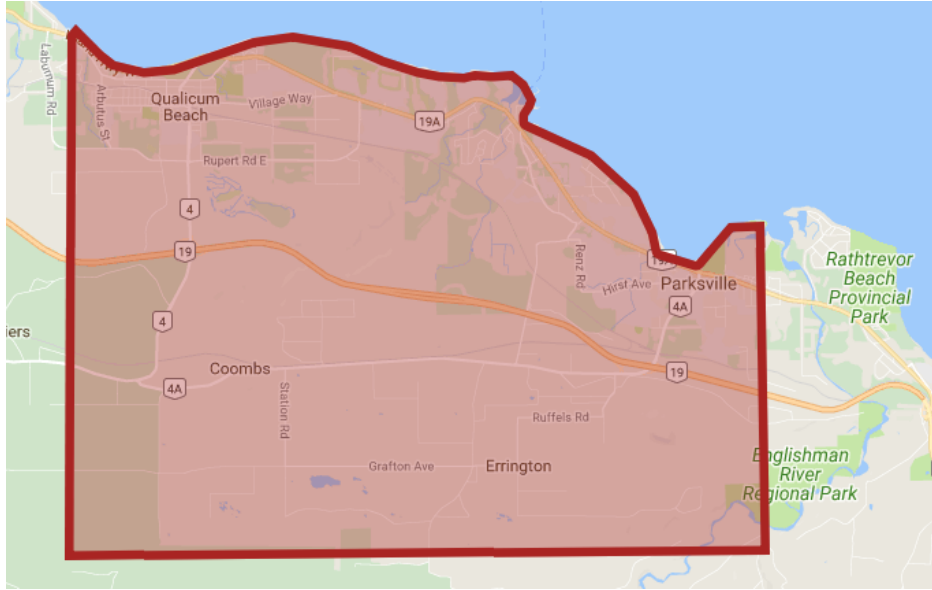 Laburnum Rd
Arbutus St
Qualicum
Beach
Village Way
19A
Rupert Rd E
4
19
Renz Rd
Rathtrevor
Beach
Provincial
Park
Hirst Ave
Parksville
4A
4
iers
Coombs
19
4A
Station Rd
Ruffels Rd
Grafton Ave
Errington
Englishman
River
Regional Park